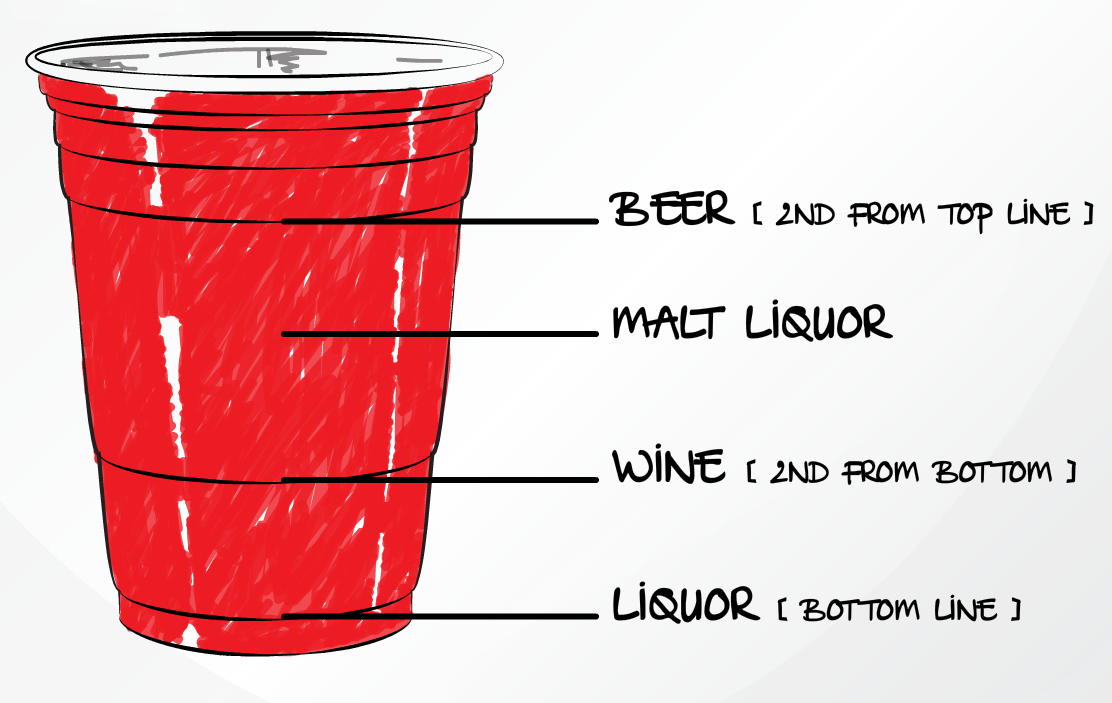 BEER [ 2ND FROM TOP LINE ]
MALT LIQUOR
WINE [ 2ND FROM BOTTOM ]
LIQUOR [ BOTTOM LINE ]